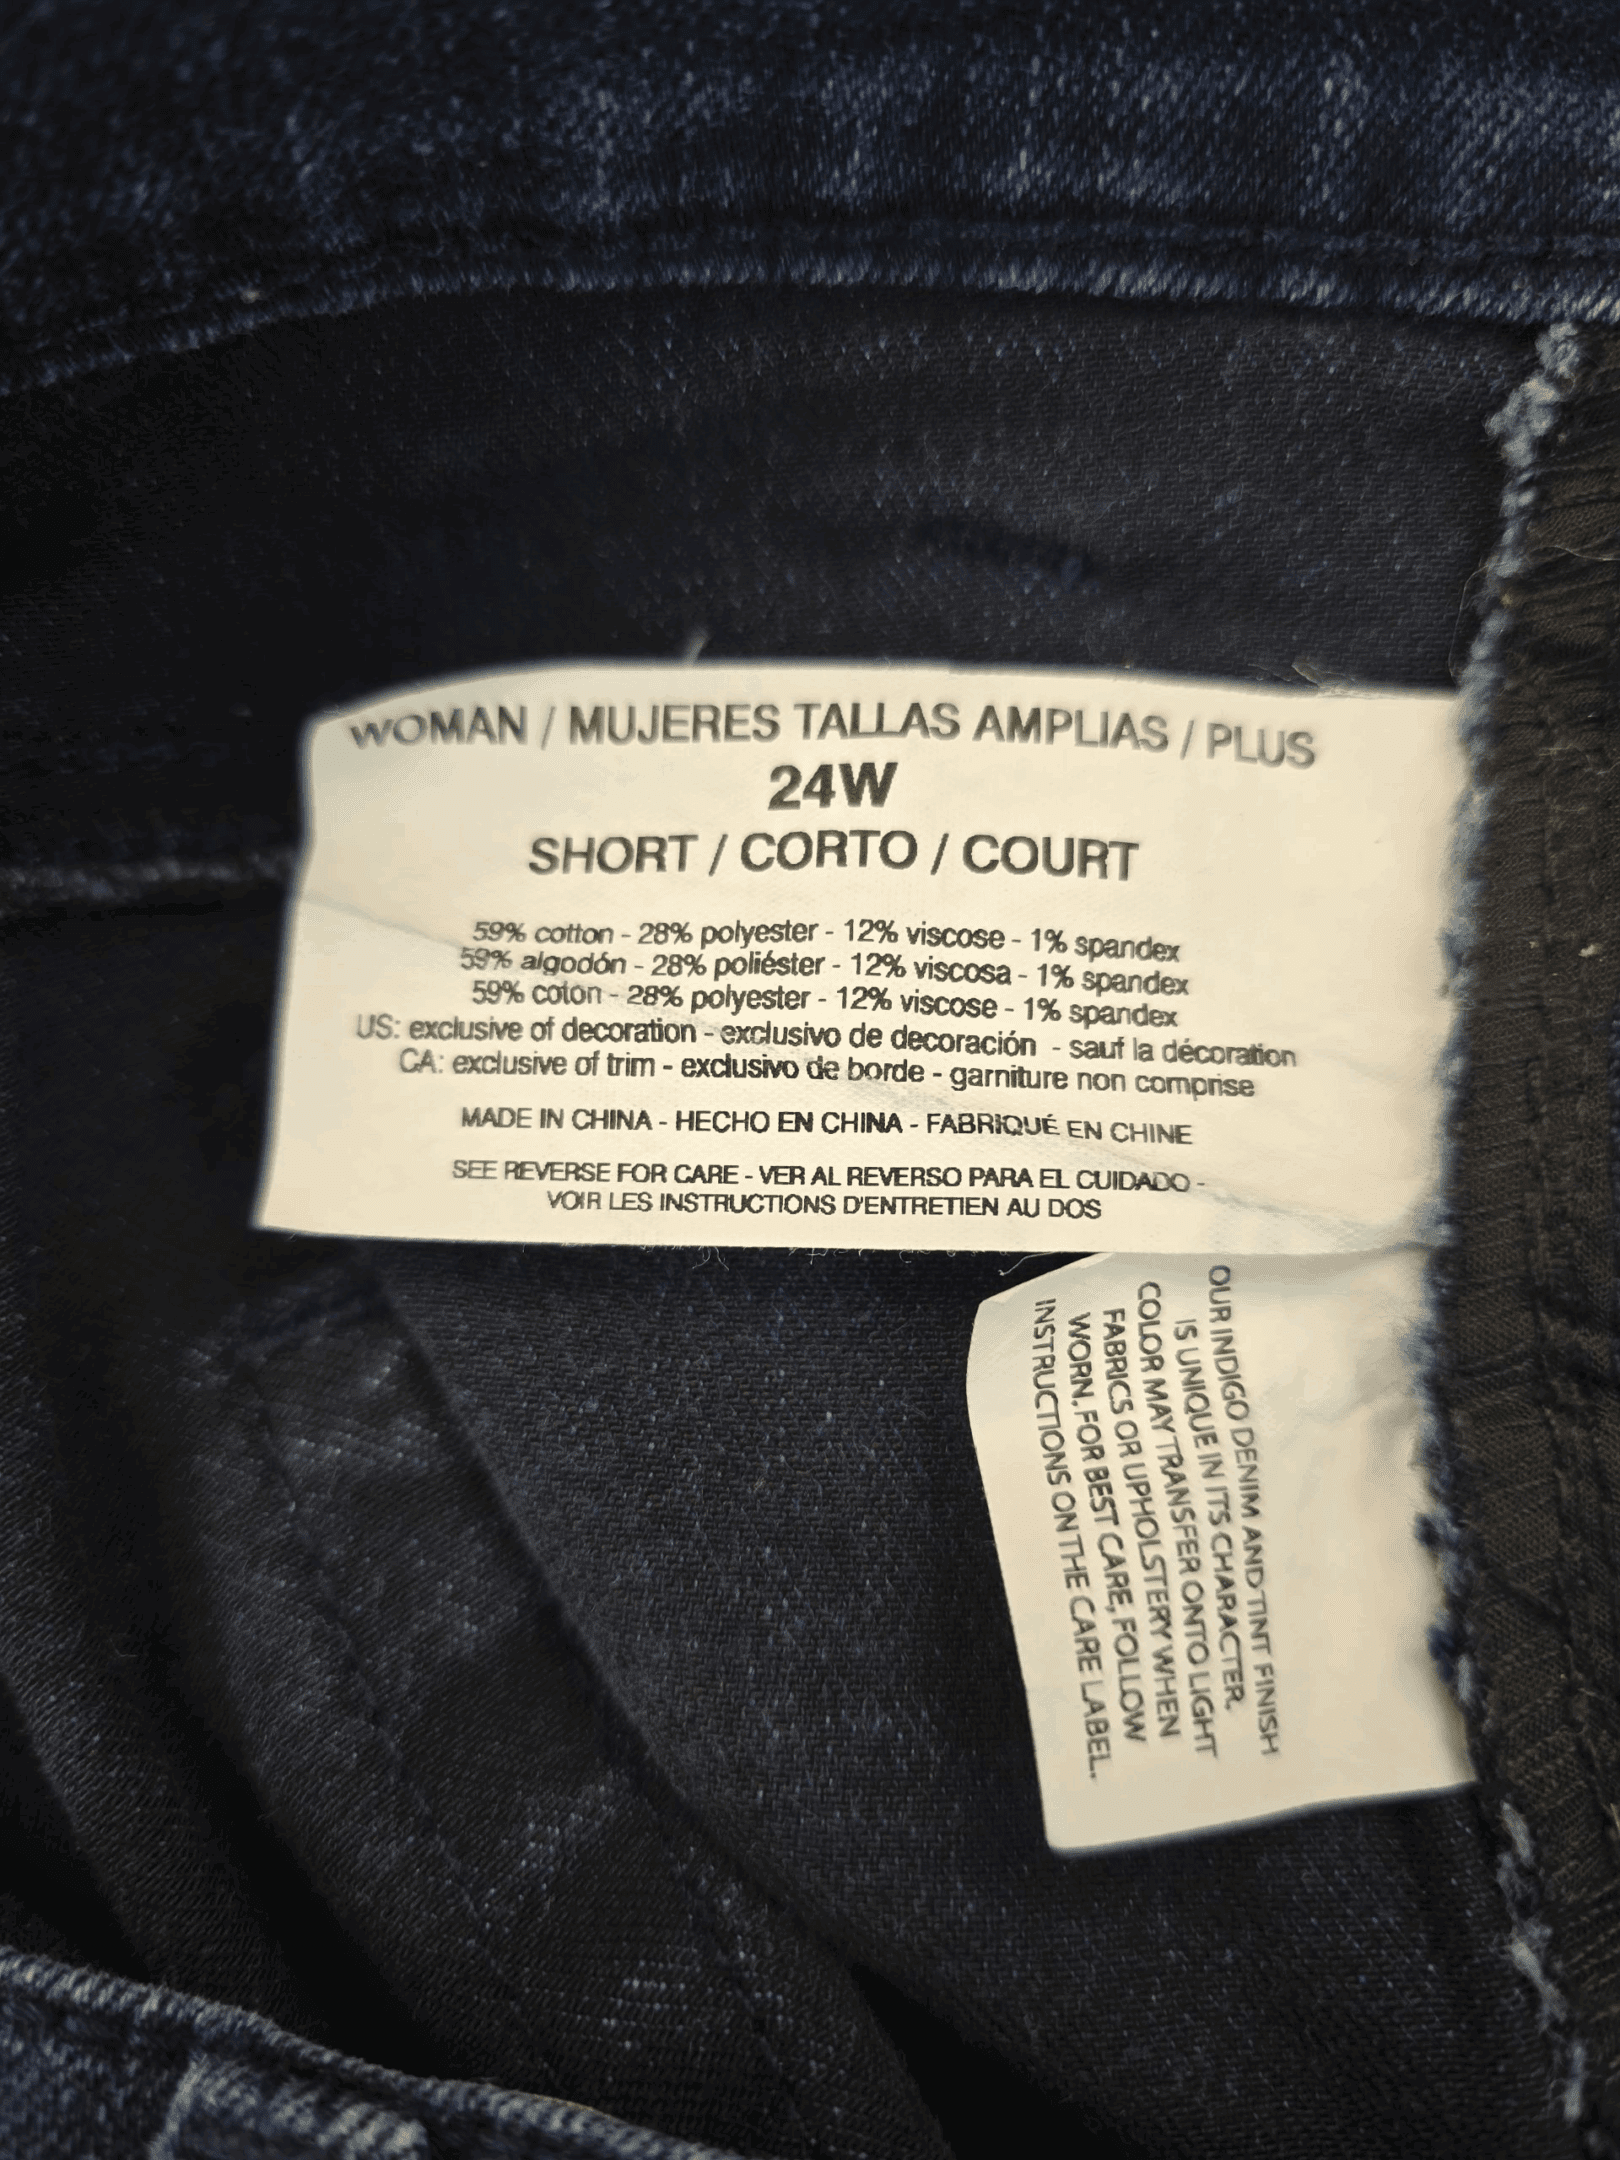 WOMAN / MUJERES TALLAS AMPLIAS / PLUS
24W
SHORT / CORTO / COURT
59% cotton - 28% polyester - 12% viscose - 1% spandex
59% algodón - 28% poliéster - 12% viscosa - 1% spandex
59% coton - 28% polyester - 12% viscose - 1% spandex
US: exclusive of decoration - exclusivo de decoración - sauf la décoration
CA: exclusive of trim - exclusivo de borde - garniture non comprise
MADE IN CHINA - HECHO EN CHINA - FABRIQUÉ EN CHINE
SEE REVERSE FOR CARE - VER AL REVERSO PARA EL CUIDADO -
VOIR LES INSTRUCTIONS D'ENTRETIEN AU DOS
OUR INDIGO DENIM AND TINT FINISH
IS UNIQUE IN ITS CHARACTER.
COLOR MAY TRANSFER ONTO LIGHT
FABRICS OR UPHOLSTERY WHEN
WORN. FOR BEST CARE, FOLLOW
INSTRUCTIONS ON THE CARE LABEL.